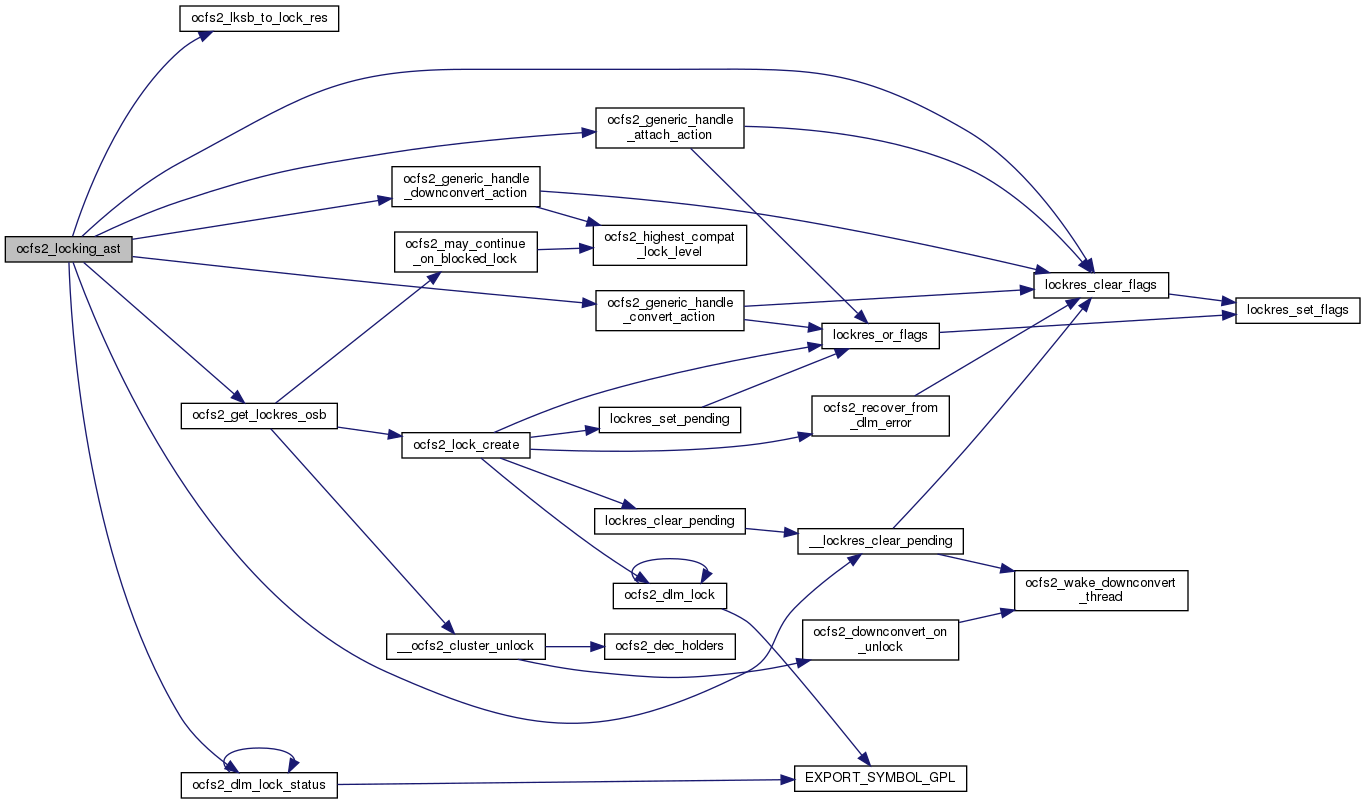 ocfs2_lksb_to_lock_res
ocfs2_generic_handle
_attach_action
ocfs2_generic_handle
_downconvert_action
ocfs2_locking_ast
ocfs2_may_continue
_on_blocked_lock
ocfs2_highest_compat
_lock_level
lockres_clear_flags
ocfs2_generic_handle
_convert_action
lockres_set_flags
lockres_or_flags
ocfs2_get_lockres_osb
lockres_set_pending
ocfs2_recover_from
_dlm_error
ocfs2_lock_create
lockres_clear_pending
__lockres_clear_pending
ocfs2_wake_downconvert
_thread
ocfs2_dlm_lock
__ocfs2_cluster_unlock
ocfs2_dec_holders
ocfs2_downconvert_on
_unlock
ocfs2_dlm_lock_status
EXPORT_SYMBOL_GPL